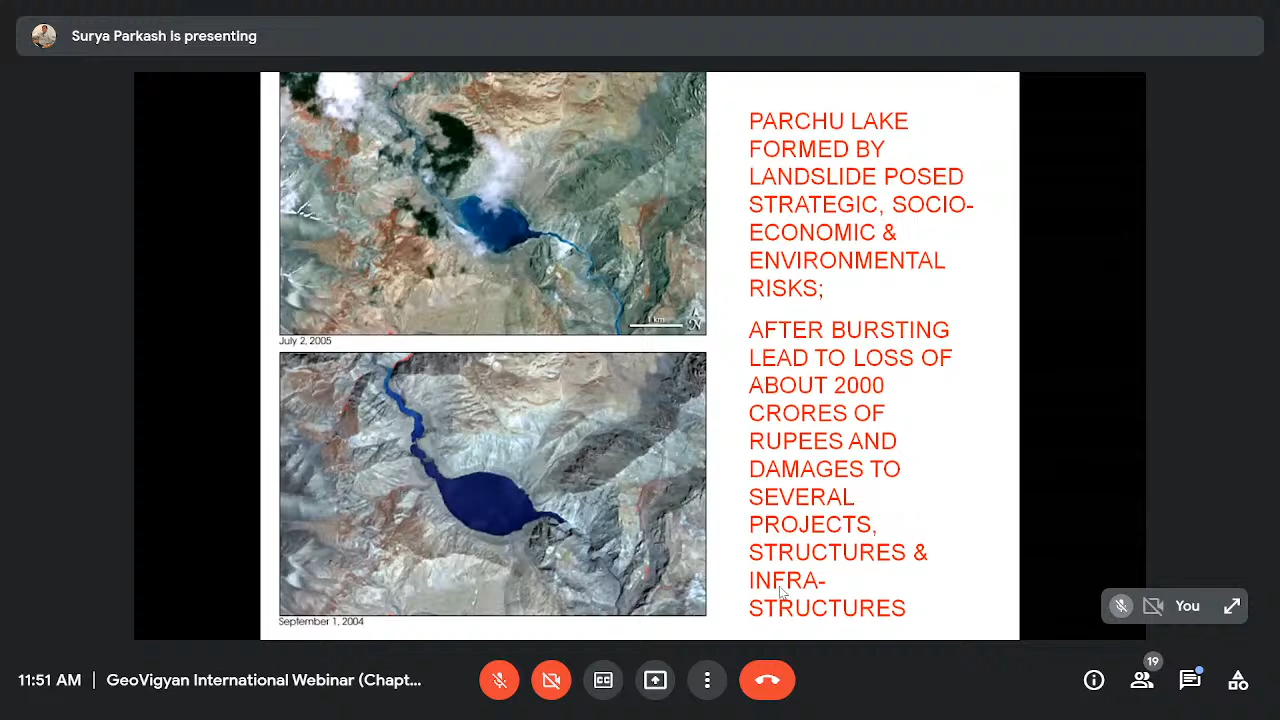 Surya Parkash is presenting
PARCHU LAKE
FORMED BY
LANDSLIDE POSED
STRATEGIC, SOCIO-
ECONOMIC &
ENVIRONMENTAL
RISKS;
AFTER BURSTING
LEAD TO LOSS OF
ABOUT 2000
CRORES OF
RUPEES AND
DAMAGES TO
SEVERAL
PROJECTS,
STRUCTURES &
INFRA-
STRUCTURES
1 km
N
July 2, 2005
September 1, 2004
You
11:51 AM | GeoVigyan International Webinar (Chapt...
CC
19